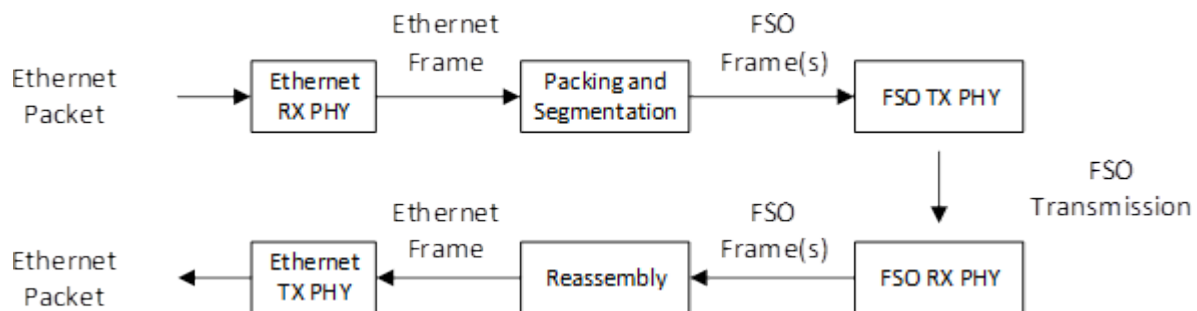 Ethernet
Packet
Ethernet
RX PHY
Ethernet
Frame
Packing and
Segmentation
FSO
Frame(s)
FSO TX PHY
FSO
Transmission
FSO RX PHY
FSO
Frame(s)
Reassembly
Ethernet
Frame
Ethernet
TX PHY
Ethernet
Packet